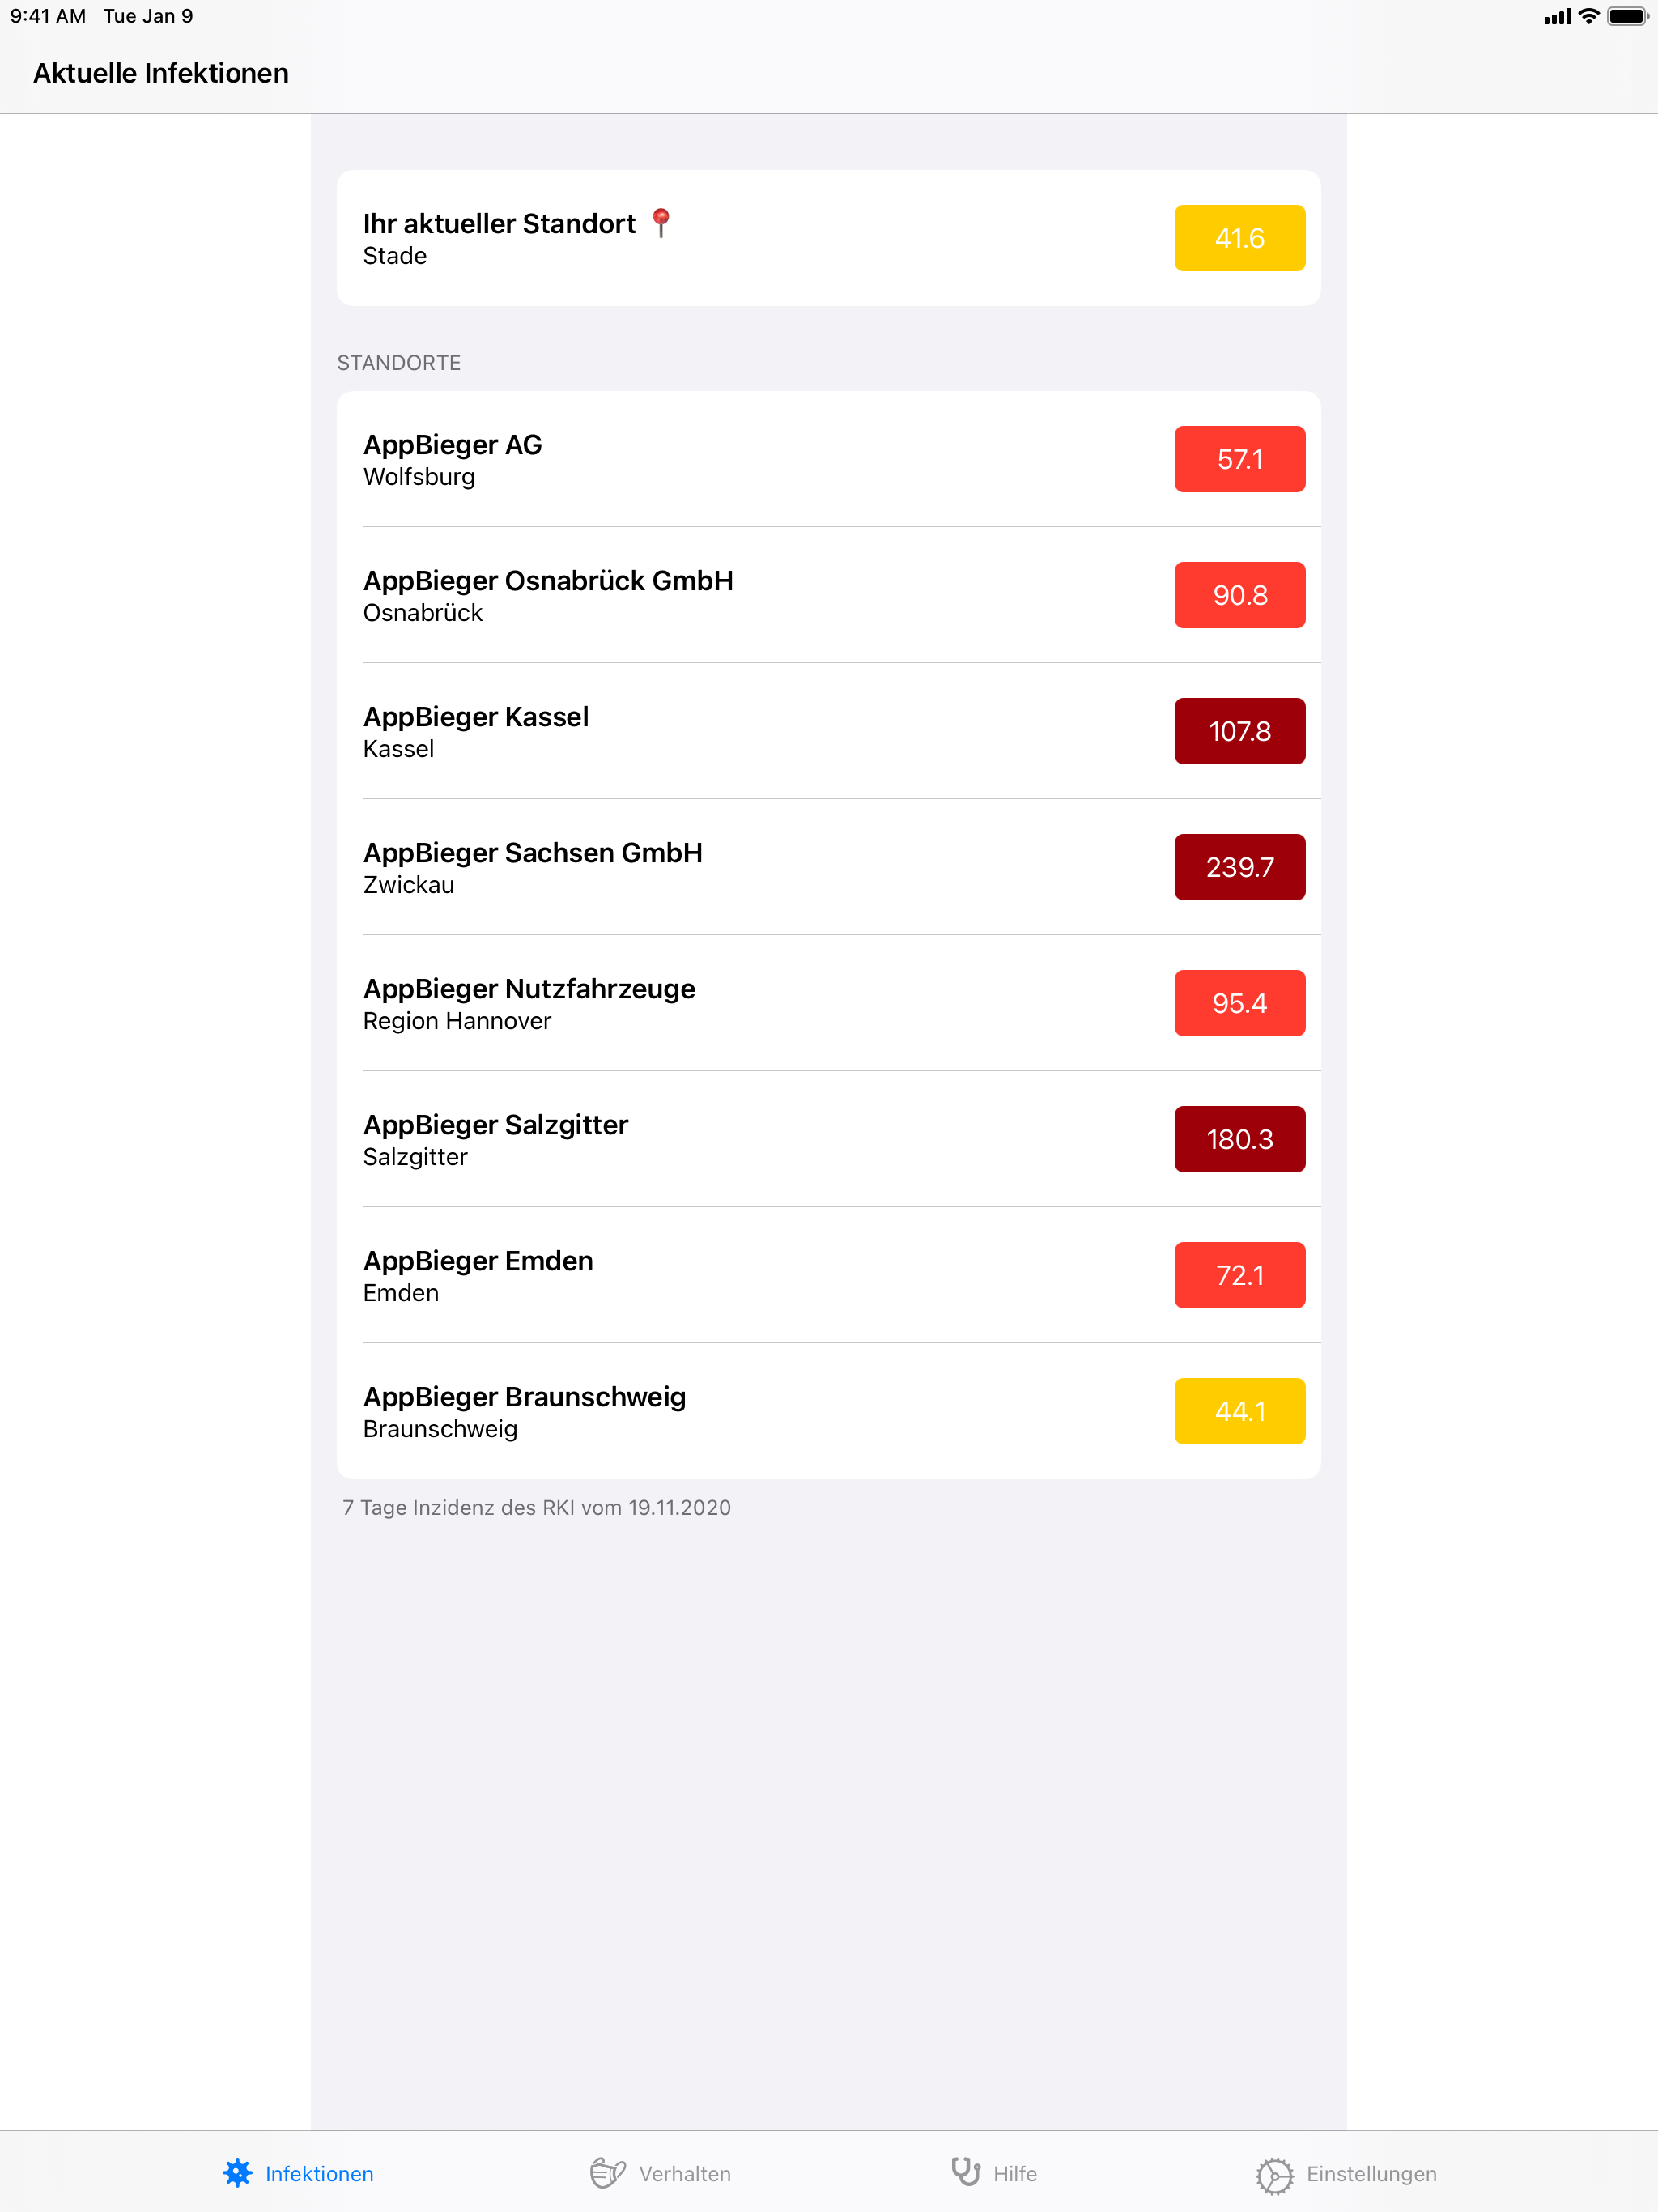 9:41 AM Tue Jan 9
Aktuelle Infektionen
Ihr aktueller Standort
Stade
41.6
STANDORTE
AppBieger AG
Wolfsburg
57.1
AppBieger Osnabrück GmbH
Osnabrück
90.8
AppBieger Kassel
Kassel
107.8
AppBieger Sachsen GmbH
Zwickau
239.7
AppBieger Nutzfahrzeuge
Region Hannover
95.4
AppBieger Salzgitter
Salzgitter
180.3
AppBieger Emden
Emden
72.1
AppBieger Braunschweig
Braunschweig
44.1
7 Tage Inzidenz des RKI vom 19.11.2020
Infektionen Verhalten Hilfe Einstellungen